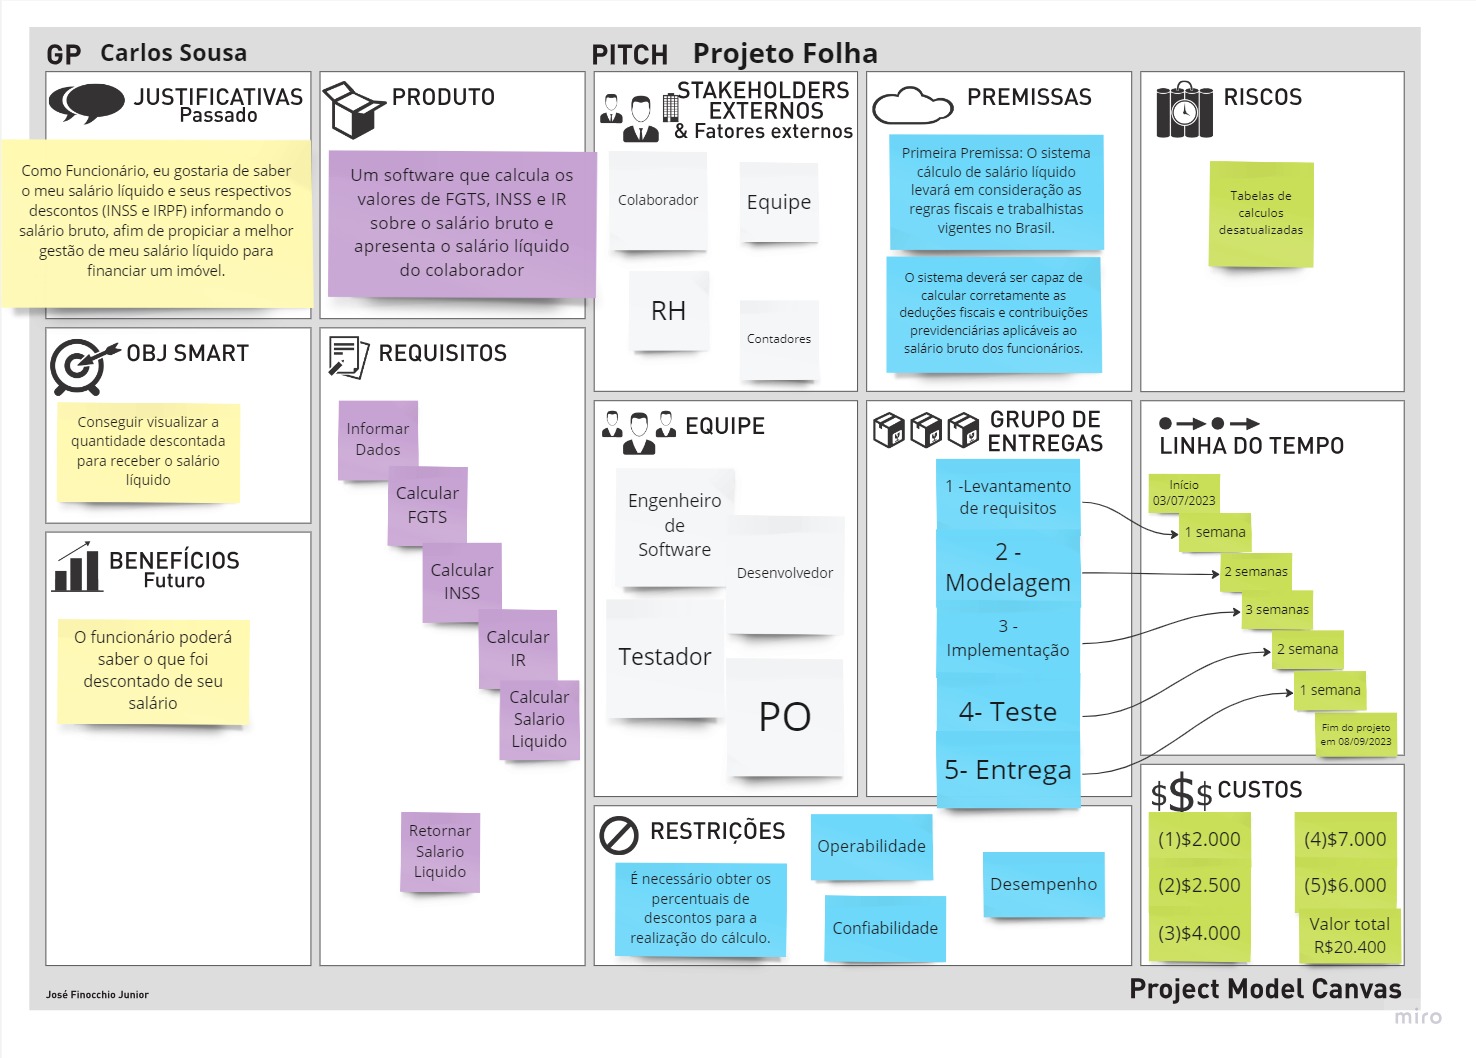 GP Carlos Sousa
PITCH Projeto Folha
JUSTIFICATIVAS
Passado
Como Funcionário, eu gostaria de saber
o meu salário líquido e seus respectivos
descontos (INSS e IRPF) informando o
salário bruto, afim de propiciar a melhor
gestão de meu salário líquido para
financiar um imóvel.
OBJ SMART
Conseguir visualizar a
quantidade descontada
para receber o salário
líquido
BENEFÍCIOS
Futuro
O funcionário poderá
saber o que foi
descontado de seu
salário
PRODUTO
Um software que calcula os
valores de FGTS, INSS e IR
sobre o salário bruto e
apresenta o salário líquido
do colaborador
REQUISITOS
Informar
Dados
Calcular
FGTS
Calcular
INSS
Calcular
IR
Calcular
Salario
Liquido
Retornar
Salario
Liquido
STAKEHOLDERS
EXTERNOS
& Fatores externos
Colaborador
Equipe
RH
Contadores
EQUIPE
Engenheiro
de
Software
Desenvolvedor
Testador
PO
PREMISSAS
Primeira Premissa: O sistema
cálculo de salário líquido
levará em consideração as
regras fiscais e trabalhistas
vigentes no Brasil.
O sistema deverá ser capaz de
calcular corretamente as
deduções fiscais e contribuições
previdenciárias aplicáveis ao
salário bruto dos funcionários.
GRUPO DE
ENTREGAS
1 -Levantamento
de requisitos
2 -
Modelagem
3 -
Implementação
4- Teste
5- Entrega
RESTRIÇÕES
É necessário obter os
percentuais de
descontos para a
realização do cálculo.
Operabilidade
Confiabilidade
Desempenho
RISCOS
Tabelas de
calculos
desatualizadas
LINHA DO TEMPO
Início
03/07/2023
1 semana
2 semanas
3 semanas
2 semana
1 semana
Fim do projeto
em 08/09/2023
$$$ CUSTOS
(1)$2.000
(2)$2.500
(3)$4.000
(4)$7.000
(5)$6.000
Valor total
R$20.400
José Finocchio Junior
Project Model Canvas
miro